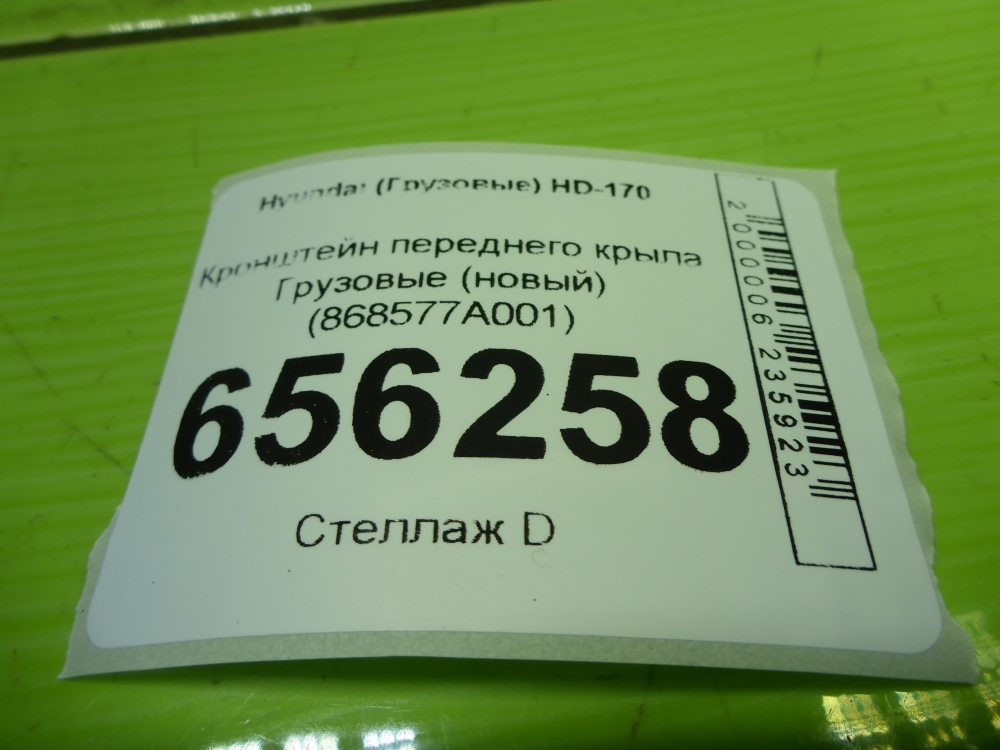 Hyundai (Грузовые) HD-170
Кронштейн переднего крыла
Грузовые (новый)
(868577A001)
656258
Стеллаж D
2000006235923